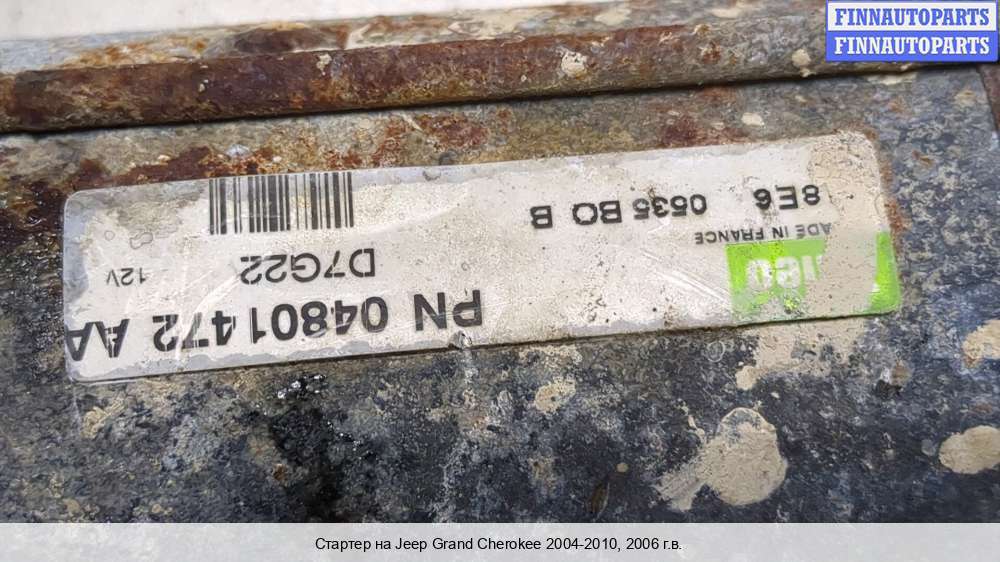 FINNAUTOPARTS
FINNAUTOPARTS
PN 04801472 AA
D7G22
12V
ADE IN FRANCE
8E6 0535 BO B
Стартер на Jeep Grand Cherokee 2004-2010, 2006 г.в.